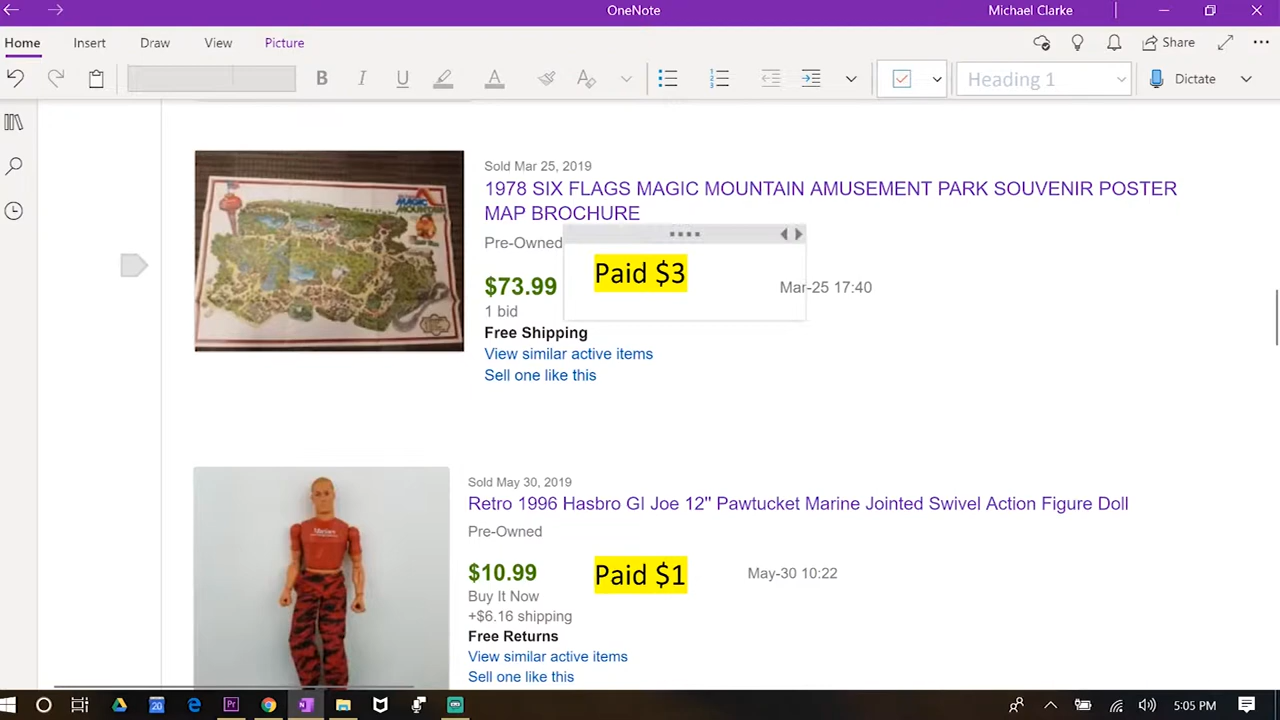 OneNote
Michael Clarke
Home
Insert
Draw
View
Picture
Share
B
I
U
A
Heading 1
Dictate
Sold Mar 25, 2019
1978 SIX FLAGS MAGIC MOUNTAIN AMUSEMENT PARK SOUVENIR POSTER
MAP BROCHURE
Pre-Owned
Paid $3
$73.99
Mar-25 17:40
1 bid
Free Shipping
View similar active items
Sell one like this
Sold May 30, 2019
Retro 1996 Hasbro GI Joe 12" Pawtucket Marine Jointed Swivel Action Figure Doll
Pre-Owned
$10.99
Paid $1
May-30 10:22
Buy It Now
+$6.16 shipping
Free Returns
View similar active items
Sell one like this
5:05 PM